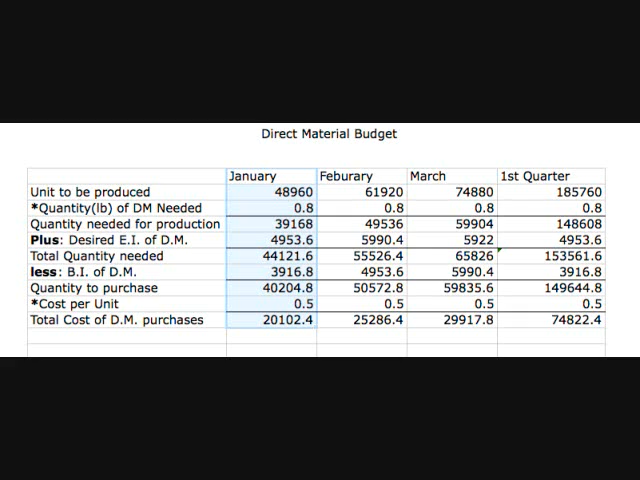 Direct Material Budget
January Feburary March 1st Quarter
Unit to be produced 48960 61920 74880 185760
*Quantity(lb) of DM Needed 0.8 0.8 0.8 0.8
Quantity needed for production 39168 49536 59904 148608
Plus: Desired E.I. of D.M. 4953.6 5990.4 5922 4953.6
Total Quantity needed 44121.6 55526.4 65826 153561.6
less: B.I. of D.M. 3916.8 4953.6 5990.4 3916.8
Quantity to purchase 40204.8 50572.8 59835.6 149644.8
*Cost per Unit 0.5 0.5 0.5 0.5
Total Cost of D.M. purchases 20102.4 25286.4 29917.8 74822.4